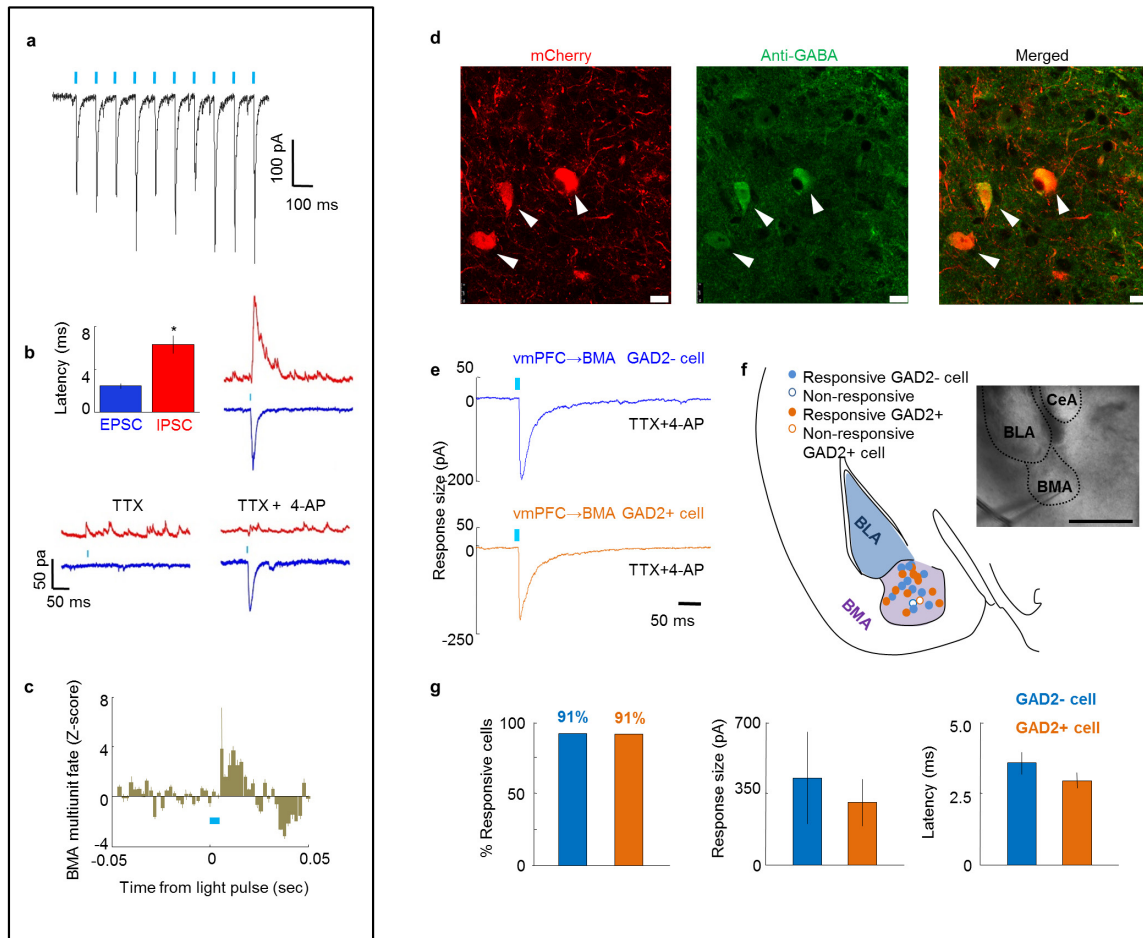 a
100 pA
100 ms
b
Latency (ms)
8
4
0
EPSC
IPSC
*
TTX
TTX + 4-AP
50 pa
50 ms
c
BMA multiunit fate (Z-score)
8
4
0
-4
-0.05
0
0.05
Time from light pulse (sec)
d
mCherry
Anti-GABA
Merged
e
vmPFC→BMA GAD2- cell
50
0
TTX+4-AP
200
Response size (pA)
vmPFC→BMA GAD2+ cell
50
0
TTX+4-AP
-250
50 ms
f
Responsive GAD2- cell
Non-responsive
Responsive GAD2+
Non-responsive
GAD2+ cell
CeA
BLA
BMA
BLA
BMA
g
% Responsive cells
100
50
0
91%
91%
Response size (pA)
700
350
0
Latency (ms)
5.0
2.5
0
GAD2- cell
GAD2+ cell